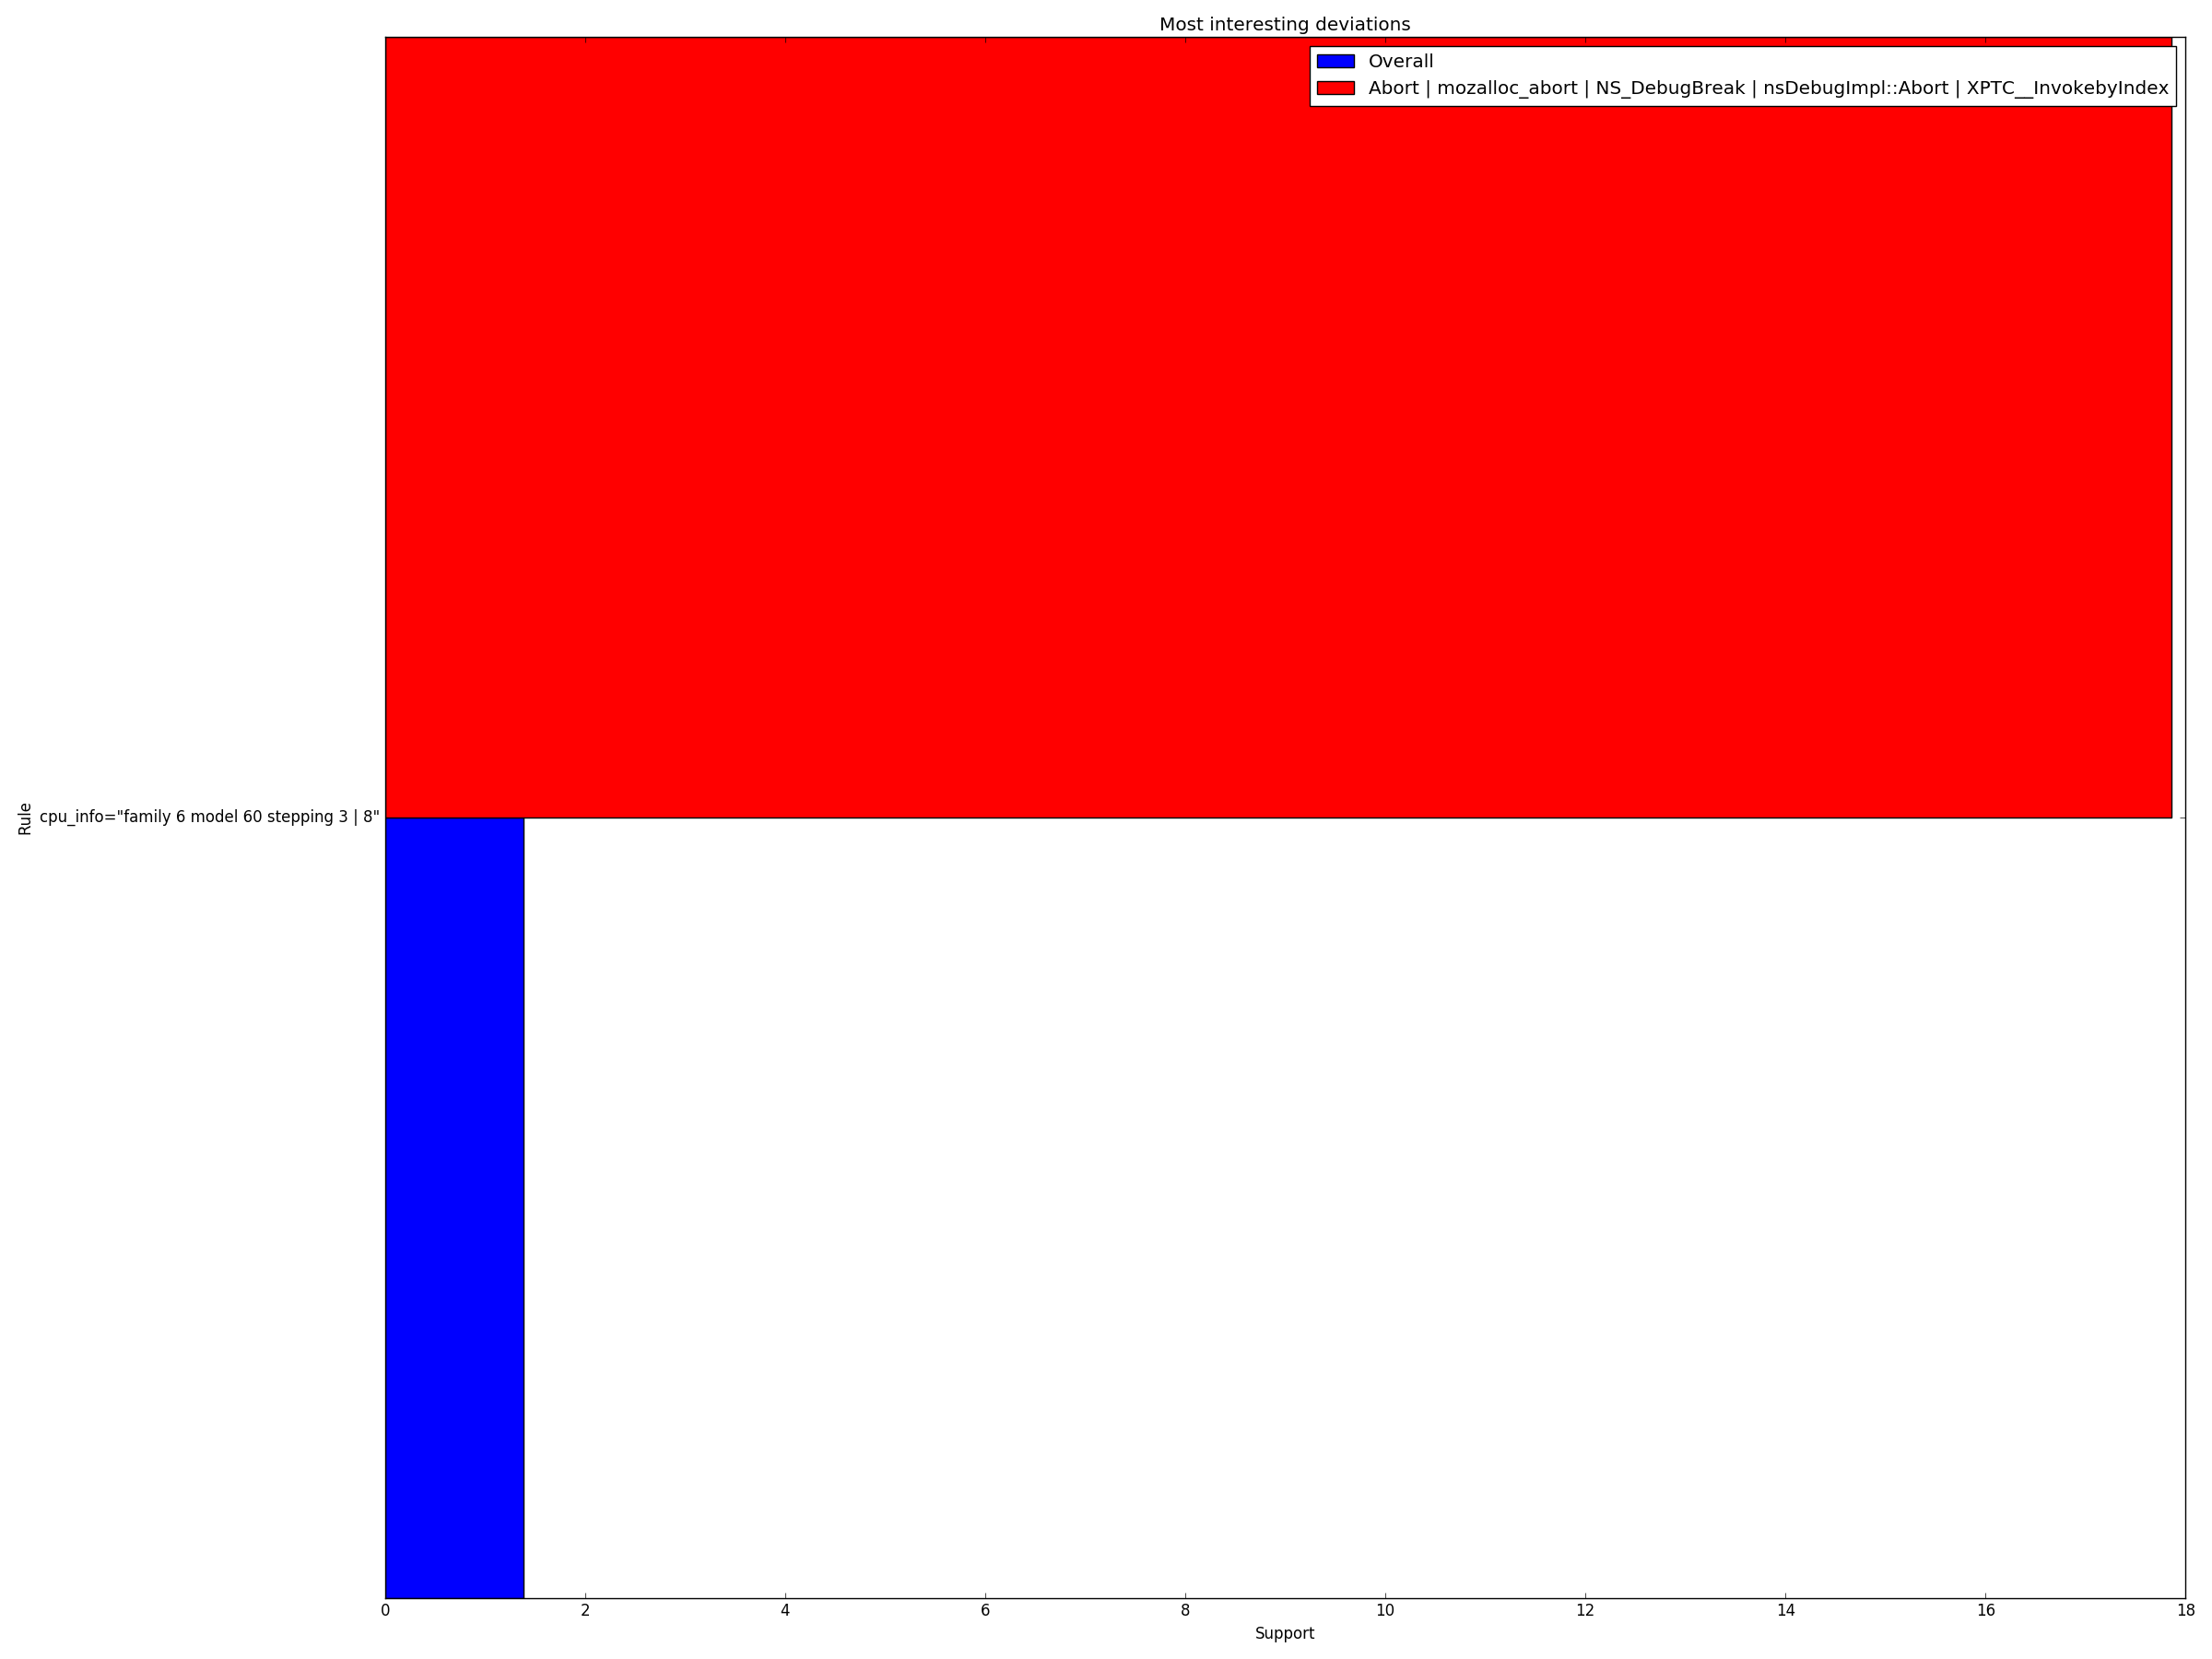 Most interesting deviations
Overall
Abort | mozalloc_abort | NS_DebugBreak | nsDebugImpl::Abort | XPTC__InvokebyIndex
Rule
cpu_info="family 6 model 60 stepping 3 | 8"
0 2 4 6 8 10 12 14 16 18
Support